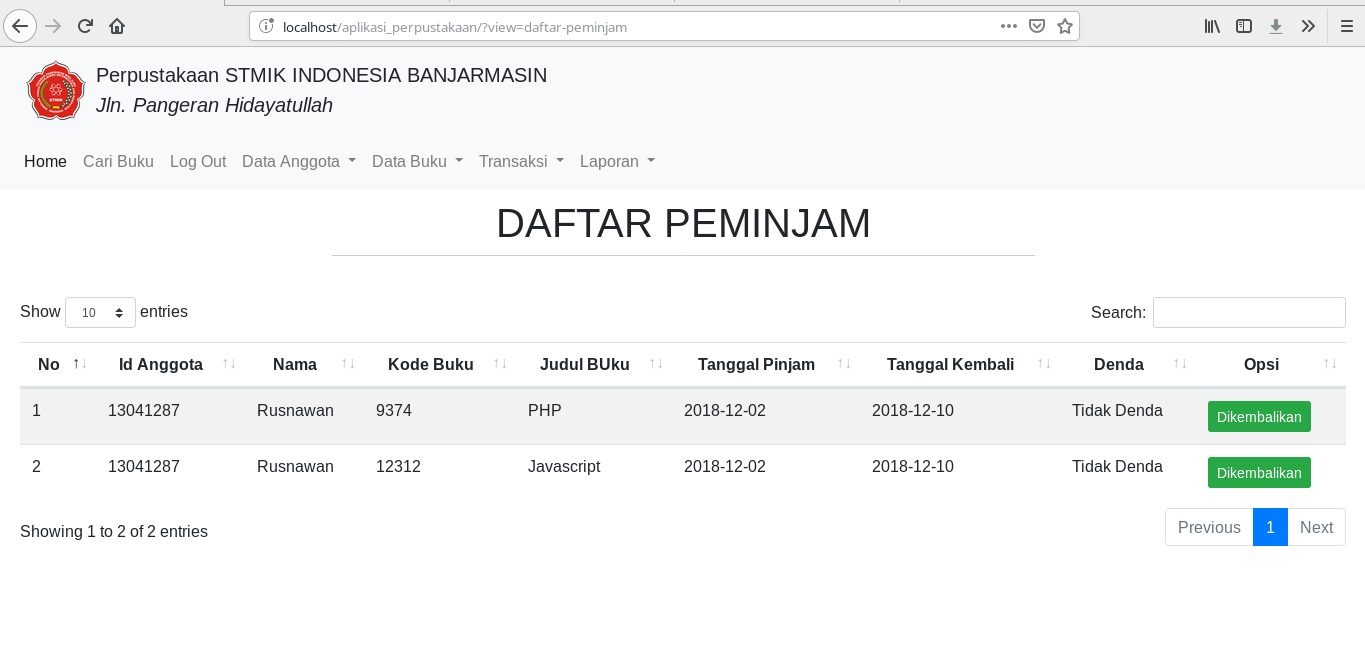 localhost/aplikasi_perpustakaan/?view=daftar-peminjam
Perpustakaan STMIK INDONESIA BANJARMASIN
Jln. Pangeran Hidayatullah
Home Cari Buku Log Out Data Anggota Data Buku Transaksi Laporan
DAFTAR PEMINJAM
Show 10 entries Search:
No Id Anggota Nama Kode Buku Judul BUku Tanggal Pinjam Tanggal Kembali Denda Opsi
1 13041287 Rusnawan 9374 PHP 2018-12-02 2018-12-10 Tidak Denda Dikembalikan
2 13041287 Rusnawan 12312 Javascript 2018-12-02 2018-12-10 Tidak Denda Dikembalikan
Showing 1 to 2 of 2 entries Previous 1 Next